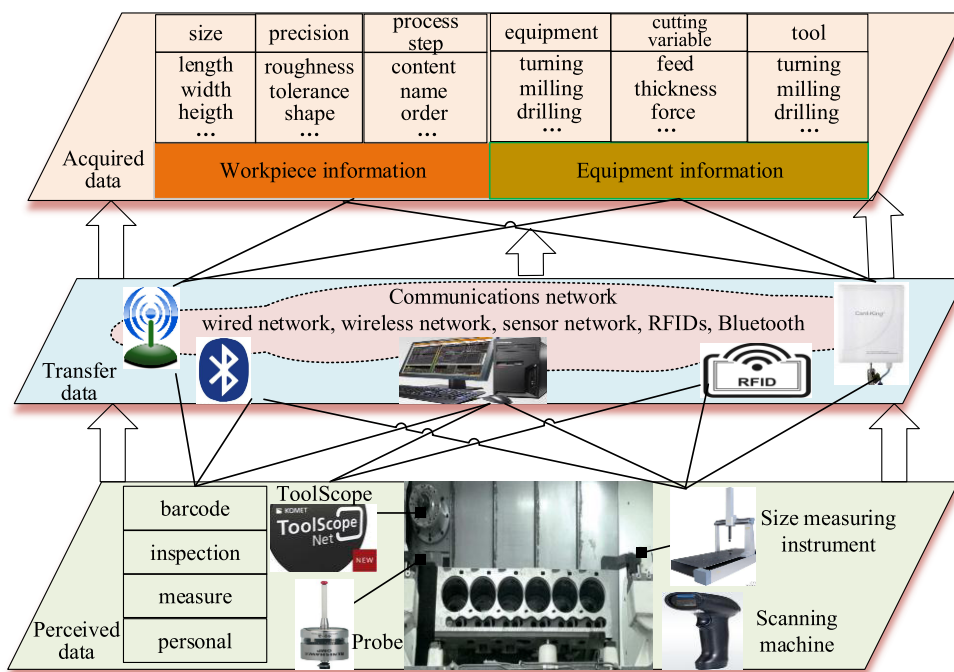 size
precision
process
step
equipment
cutting
variable
tool
length
width
heigth
...
roughness
tolerance
shape
...
content
name
order
...
turning
milling
drilling
...
feed
thickness
force
...
turning
milling
drilling
...
Acquired
data
Workpiece information
Equipment information
Communications network
wired network, wireless network, sensor network, RFIDs, Bluetooth
CardKing
RFID
Transfer
data
barcode
inspection
measure
personal
ToolScope
KOMET
ToolScope
Net
NEW
Probe
Size measuring
instrument
Scanning
machine
Perceived
data